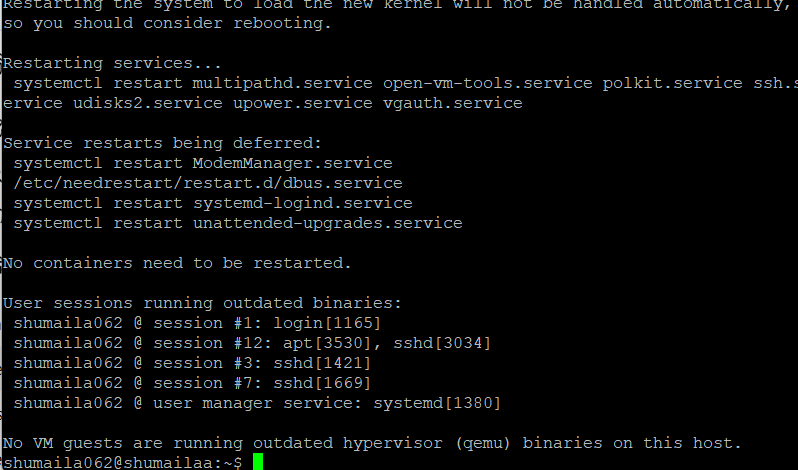 Restarting the system to load the new kernel will not be handled automatically,
so you should consider rebooting.
Restarting services...
systemctl restart multipathd.service open-vm-tools.service polkit.service ssh.s
ervice udisks2.service upower.service vgauth.service
Service restarts being deferred:
systemctl restart ModemManager.service
/etc/needrestart/restart.d/dbus.service
systemctl restart systemd-logind.service
systemctl restart unattended-upgrades.service
No containers need to be restarted.
User sessions running outdated binaries:
shumaila062 @ session #1: login[1165]
shumaila062 @ session #12: apt[3530], sshd[3034]
shumaila062 @ session #3: sshd[1421]
shumaila062 @ session #7: sshd[1669]
shumaila062 @ user manager service: systemd[1380]
No VM guests are running outdated hypervisor (qemu) binaries on this host.
shumaila062@shumailaa:~$